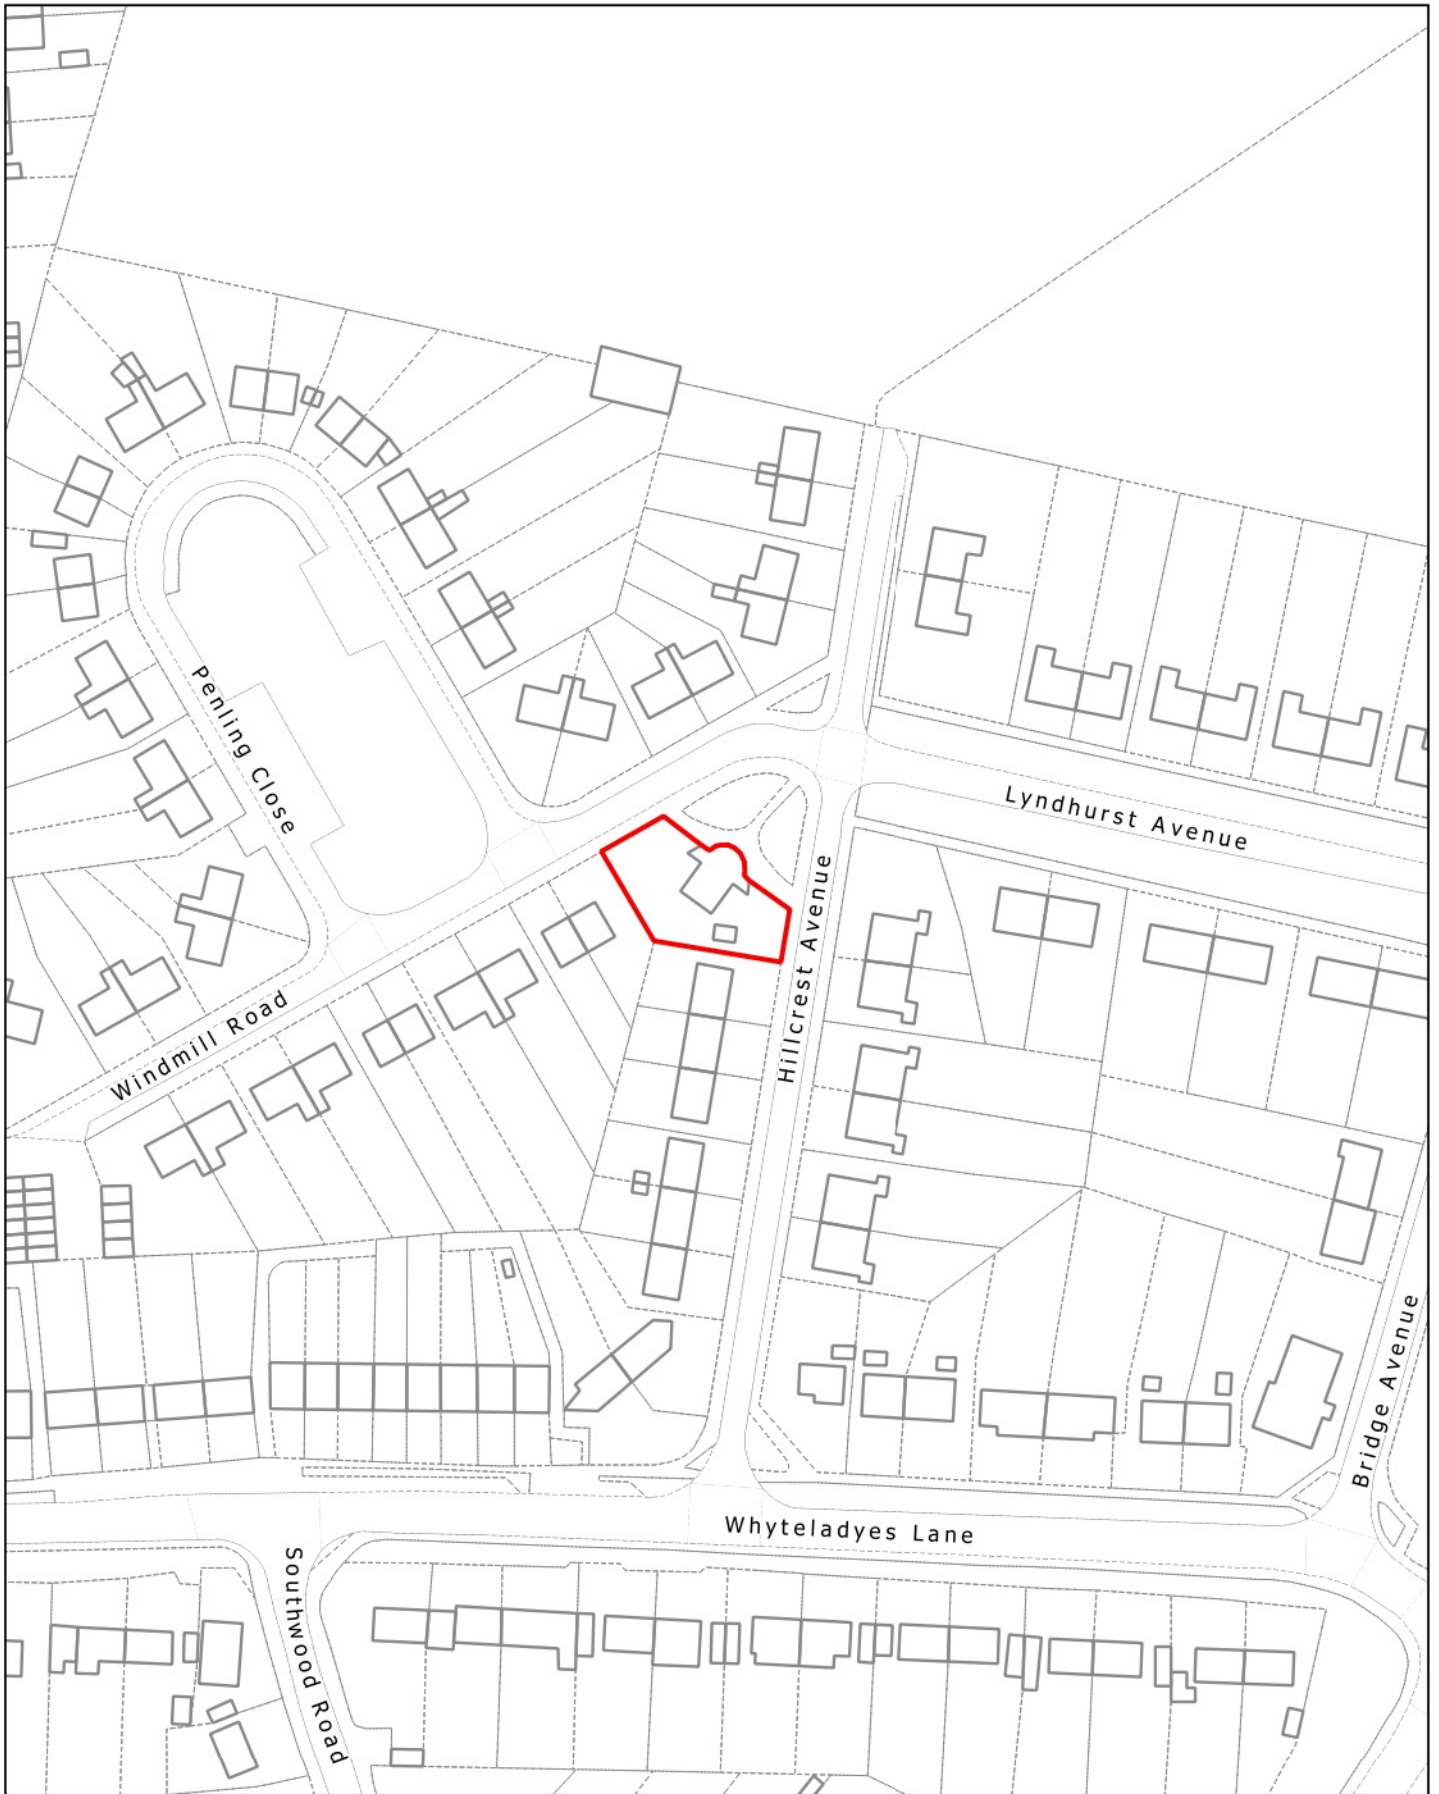 Penling Close
Lyndhurst Avenue
Hillcrest Avenue
Windmill Road
Bridge Avenue
Whyteladyes Lane
Southwood Road